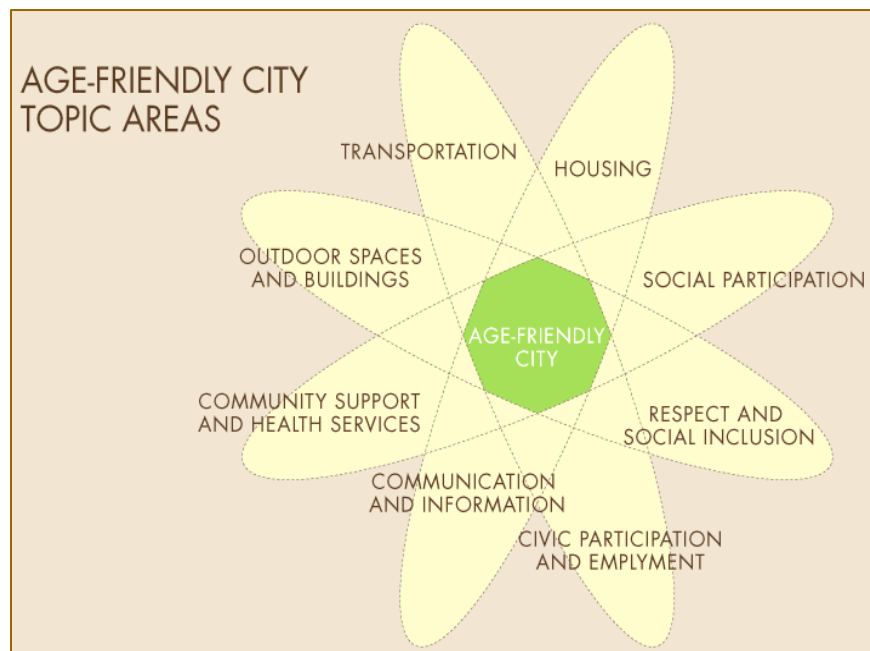 AGE-FRIENDLY CITY
TOPIC AREAS
TRANSPORTATION
HOUSING
OUTDOOR SPACES
AND BUILDINGS
SOCIAL PARTICIPATION
AGE-FRIENDLY
CITY
COMMUNITY SUPPORT
AND HEALTH SERVICES
RESPECT AND
SOCIAL INCLUSION
COMMUNICATION
AND INFORMATION
CIVIC PARTICIPATION
AND EMPLYMENT